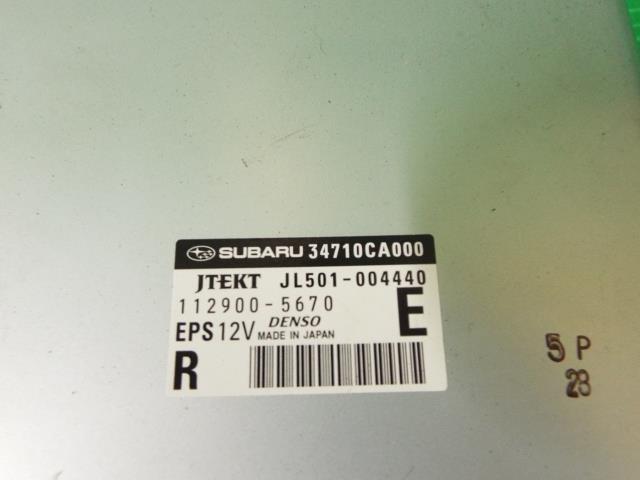 SUBARU 34710CA000
JTEKT JL501-004440
112900-5670 E
EPS 12V DENSO MADE IN JAPAN
R
5 P
28